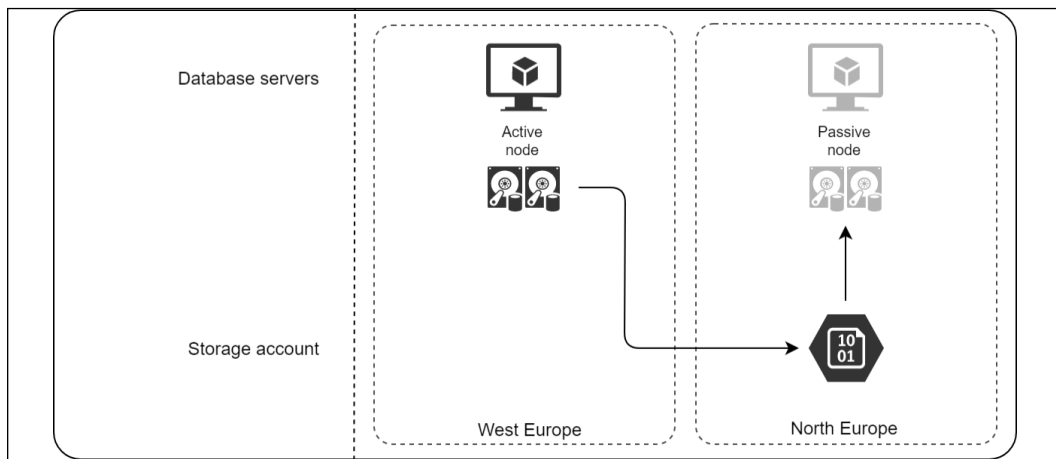 Database servers
Active
node
Passive
node
Storage account
10
01
West Europe
North Europe